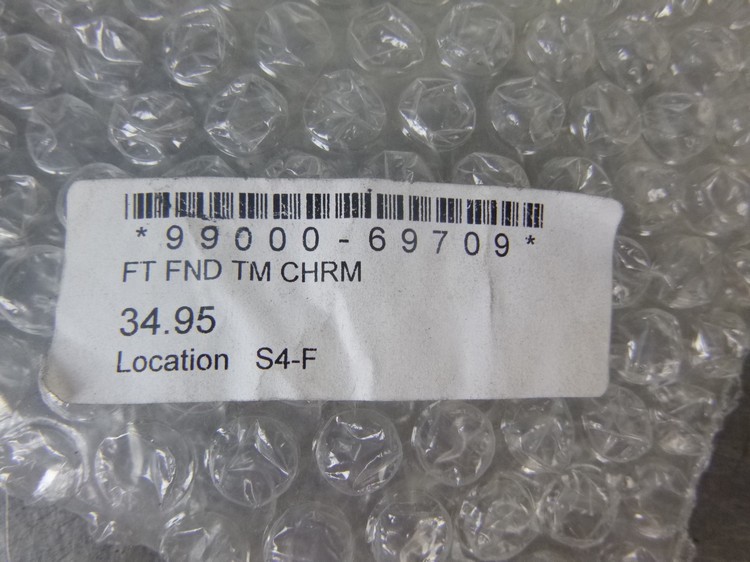 *99000-69709*
FT FND TM CHRM
34.95
Location S4-F